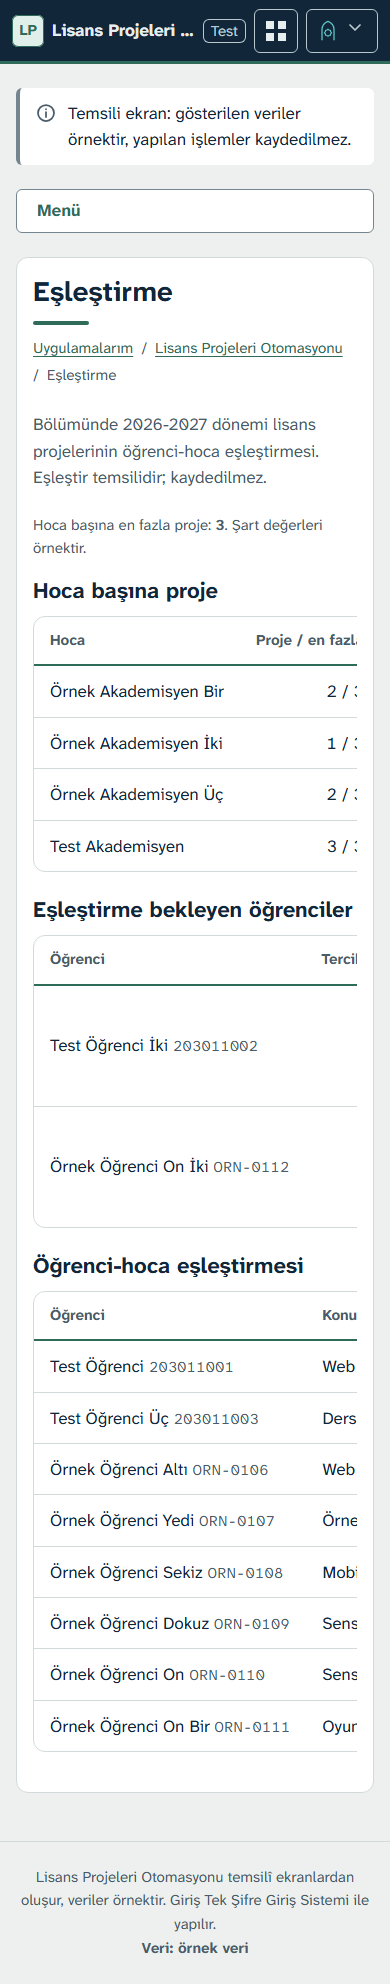 LP Lisans Projeleri ... Test
Temsili ekran: gösterilen veriler
örnektir, yapılan işlemler kaydedilmez.
Menü
Eşleştirme
Uygulamalarım / Lisans Projeleri Otomasyonu
/ Eşleştirme
Bölümünde 2026-2027 dönemi lisans
projelerinin öğrenci-hoca eşleştirmesi.
Eşleştir temsilidir; kaydedilmez.
Hoca başına en fazla proje: 3. Şart değerleri
örnektir.
Hoca başına proje
Hoca Proje / en fazla
Örnek Akademisyen Bir 2 / 3
Örnek Akademisyen İki 1 / 3
Örnek Akademisyen Üç 2 / 3
Test Akademisyen 3 / 3
Eşleştirme bekleyen öğrenciler
Öğrenci
Test Öğrenci İki 203011002
Örnek Öğrenci On İki ORN-0112
Öğrenci-hoca eşleştirmesi
Öğrenci Konu
Test Öğrenci 203011001 Web
Test Öğrenci Üç 203011003 Ders
Örnek Öğrenci Altı ORN-0106 Web
Örnek Öğrenci Yedi ORN-0107 Örne
Örnek Öğrenci Sekiz ORN-0108 Mobi
Örnek Öğrenci Dokuz ORN-0109 Sens
Örnek Öğrenci On ORN-0110 Sens
Örnek Öğrenci On Bir ORN-0111 Oyun
Lisans Projeleri Otomasyonu temsilî ekranlardan
oluşur, veriler örnektir. Giriş Tek Şifre Giriş Sistemi ile
yapılır.
Veri: örnek veri